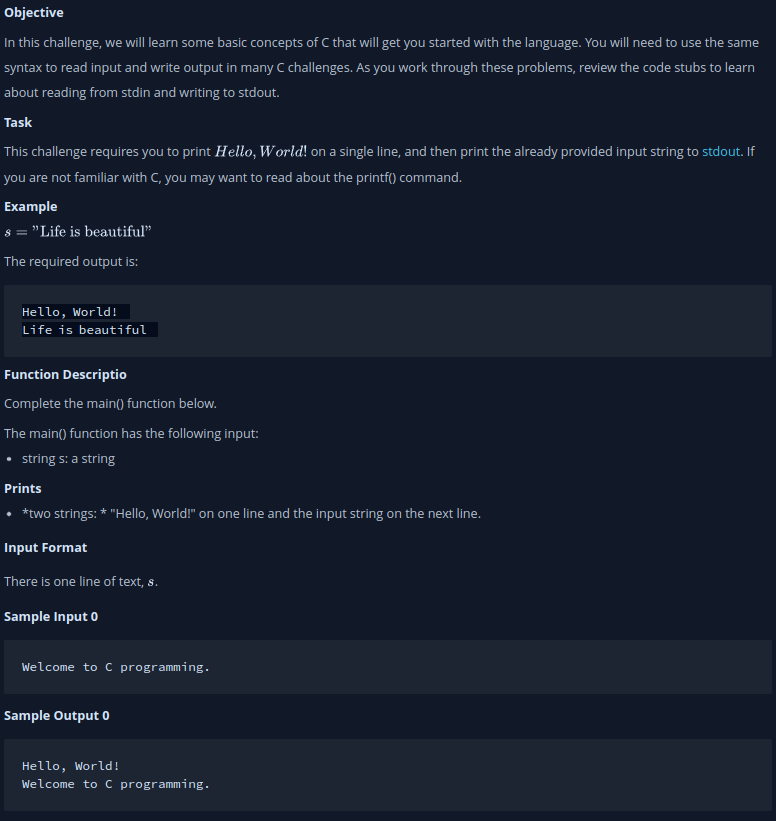 Objective
In this challenge, we will learn some basic concepts of C that will get you started with the language. You will need to use the same
syntax to read input and write output in many C challenges. As you work through these problems, review the code stubs to learn
about reading from stdin and writing to stdout.
Task
This challenge requires you to print Hello, World! on a single line, and then print the already provided input string to stdout. If
you are not familiar with C, you may want to read about the printf() command.
Example
s = ”Life is beautiful”
The required output is:
Hello, World!
Life is beautiful
Function Descriptio
Complete the main() function below.
The main() function has the following input:
• string s: a string
Prints
• *two strings: * "Hello, World!" on one line and the input string on the next line.
Input Format
There is one line of text, s.
Sample Input 0
Welcome to C programming.
Sample Output 0
Hello, World!
Welcome to C programming.